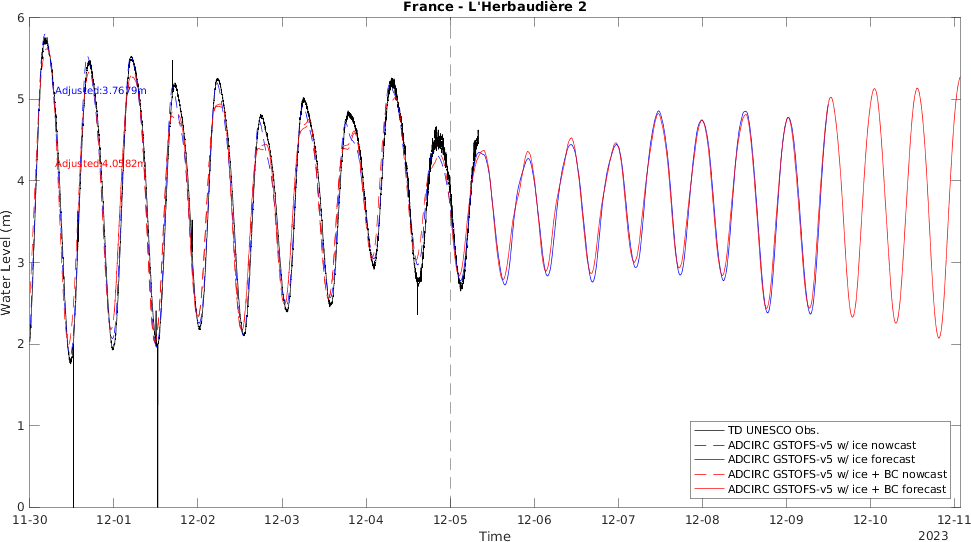 France - L'Herbaudière 2
6
5
4
3
2
1
0
Water Level (m)
Adjusted:3.7679m
Adjusted:4.0582m
TD UNESCO Obs.
ADCIRC GSTOFS-v5 w/ ice nowcast
ADCIRC GSTOFS-v5 w/ ice forecast
ADCIRC GSTOFS-v5 w/ ice + BC nowcast
ADCIRC GSTOFS-v5 w/ ice + BC forecast
11-30 12-01 12-02 12-03 12-04 12-05 12-06 12-07 12-08 12-09 12-10 12-11
Time
2023